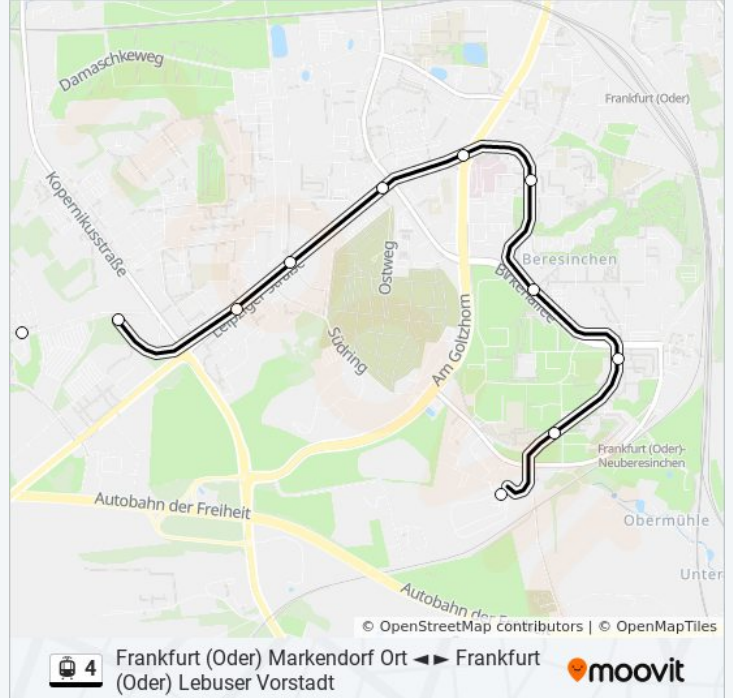 Damaschkeweg
Frankfurt (Oder)
Kopernikusstraße
Ostweg
Beresinchen
Birkenallee
Leipziger Straße
Südring
Am Goltzhorn
Frankfurt (Oder)-
Neuberesinchen
Autobahn der Freiheit
Obermühle
Unter
Autobahn der Freiheit
© OpenStreetMap contributors | © OpenMapTiles
4 Frankfurt (Oder) Markendorf Ort ◄► Frankfurt
(Oder) Lebuser Vorstadt
moovit